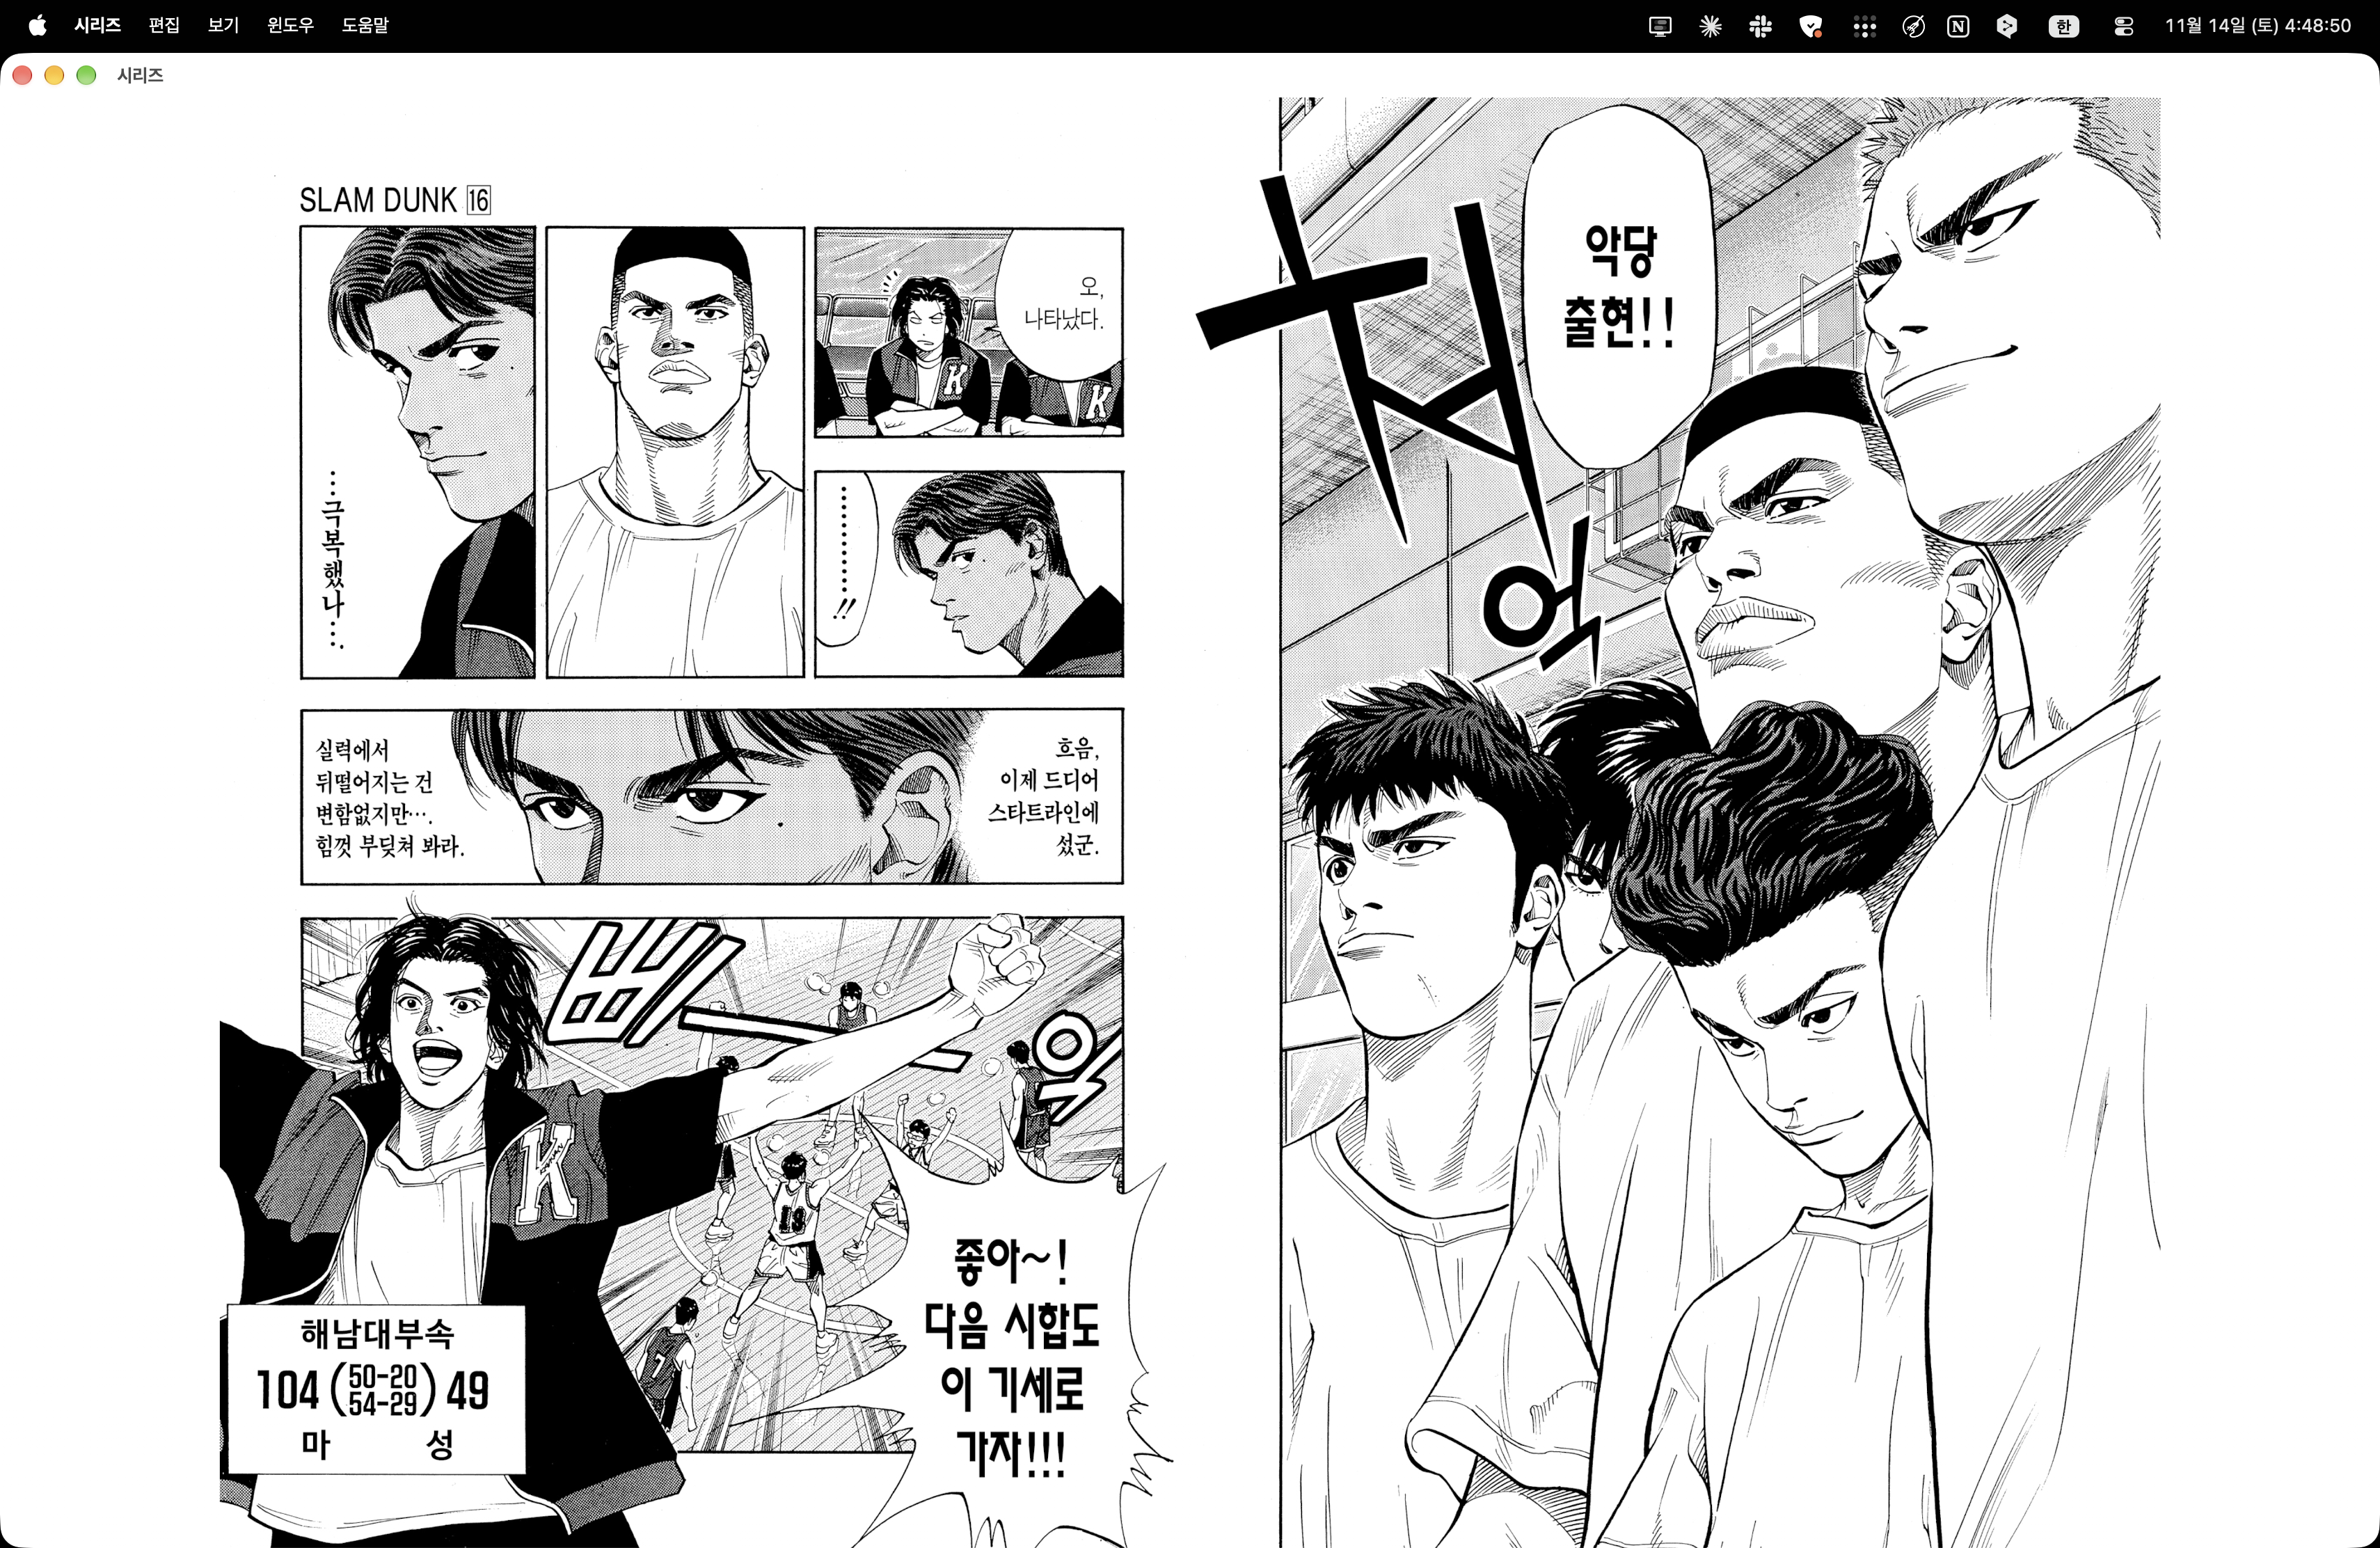 시리즈 편집 보기 윈도우 도움말 N 한 11월 14일 (토) 4:48:50
시리즈
SLAM DUNK 16
오,
나타났다.
K
K
…………!!
…극복했나….
흐음,
이제 드디어
스타트라인에
섰군.
실력에서
뒤떨어지는 건
변함없지만….
힘껏 부딪쳐 봐라.
삐─익
K
13
7
좋아~!
다음 시합도
이 기세로
가자!!!
해남대부속
104 (50-20 54-29) 49
마성
악당
출현!!
저
억